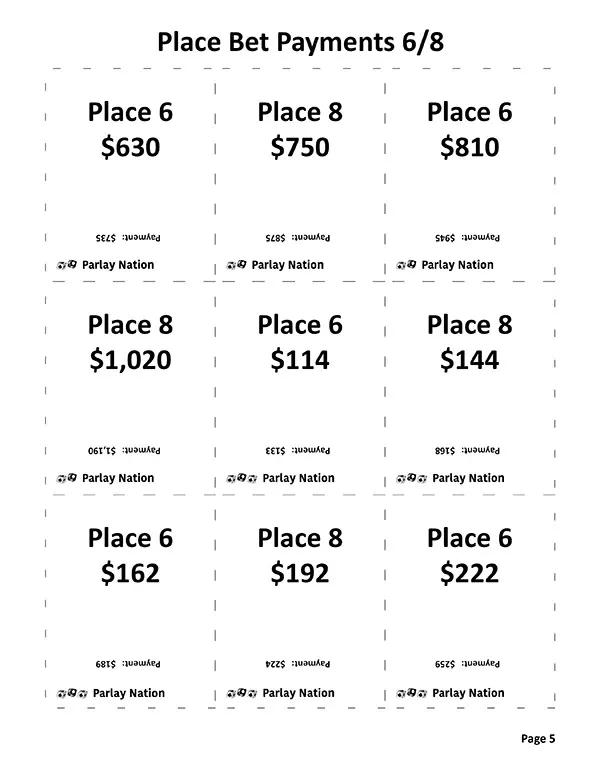 Place Bet Payments 6/8
Place 6
$630
Payment: $735
Parlay Nation
Place 8
$750
Payment: $875
Parlay Nation
Place 6
$810
Payment: $945
Parlay Nation
Place 8
$1,020
Payment: $1,190
Parlay Nation
Place 6
$114
Payment: $133
Parlay Nation
Place 8
$144
Payment: $168
Parlay Nation
Place 6
$162
Payment: $189
Parlay Nation
Place 8
$192
Payment: $224
Parlay Nation
Place 6
$222
Payment: $259
Parlay Nation
Page 5